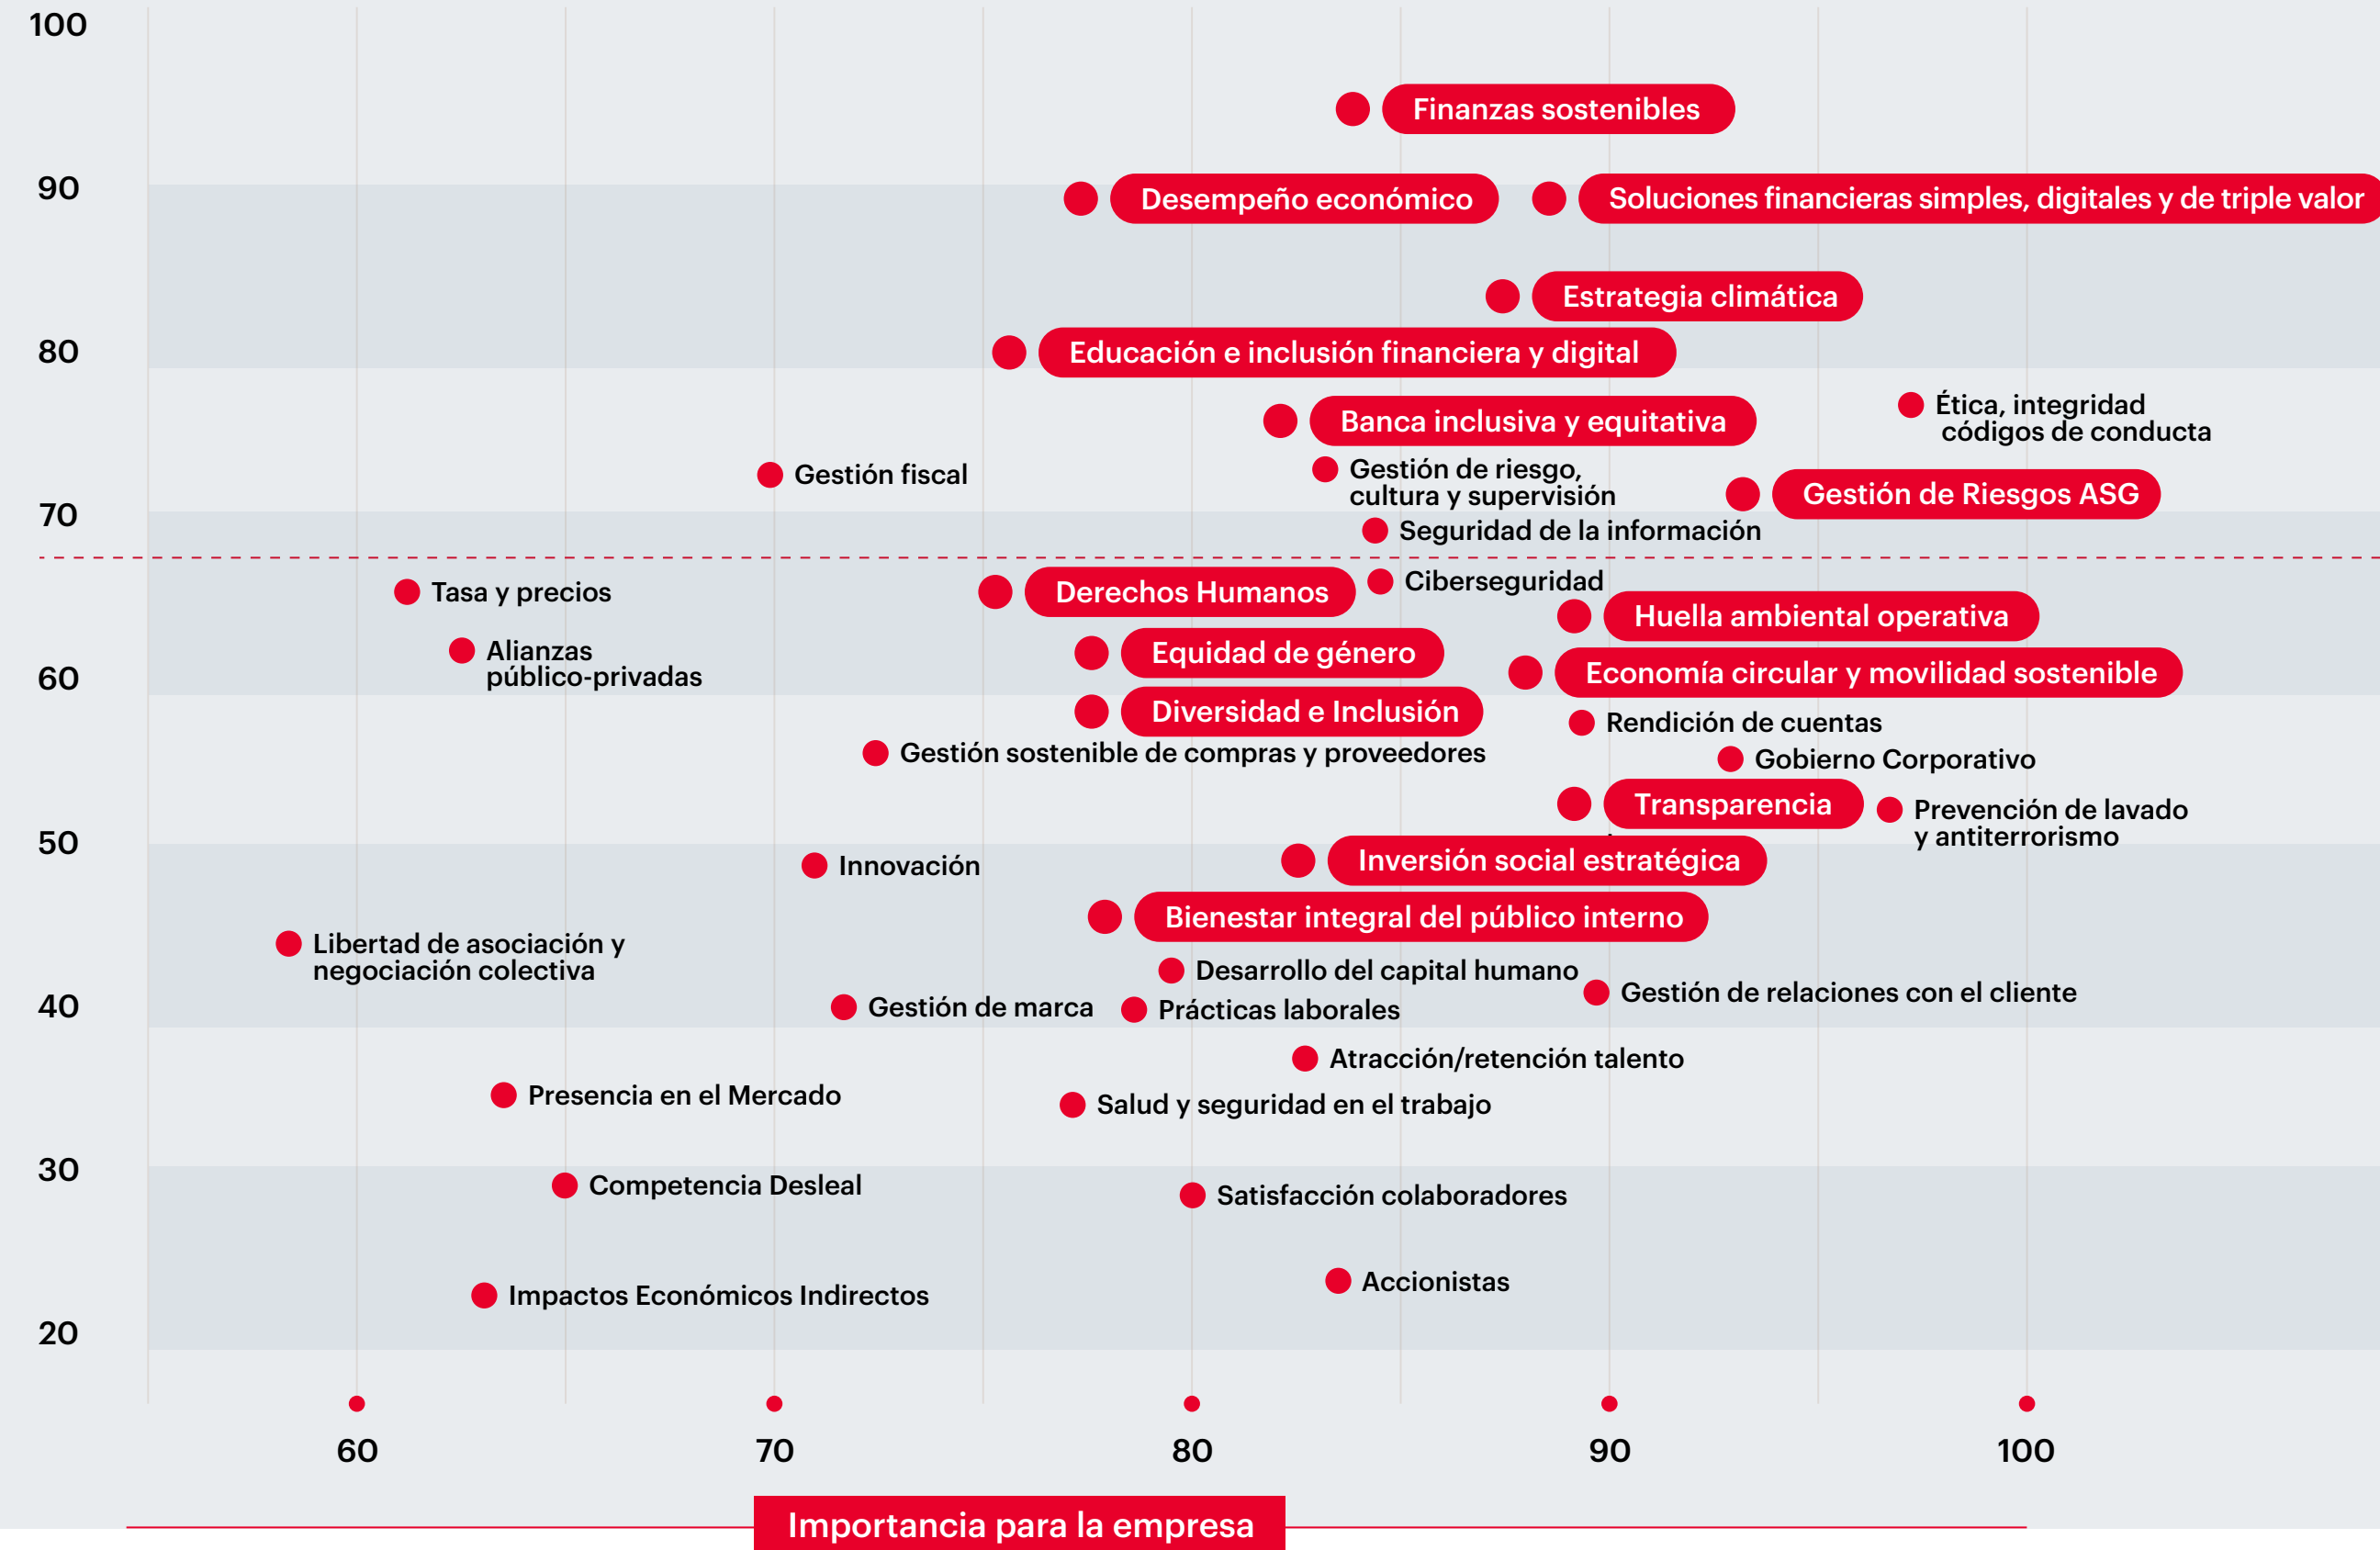 100
Finanzas sostenibles
90
Desempeño económico
Soluciones financieras simples, digitales y de triple valor
Estrategia climática
80
Educación e inclusión financiera y digital
Ética, integridad
códigos de conducta
Banca inclusiva y equitativa
Gestión fiscal
Gestión de riesgo,
cultura y supervisión
Gestión de Riesgos ASG
70
Seguridad de la información
Tasa y precios
Derechos Humanos
Ciberseguridad
Huella ambiental operativa
Alianzas
público-privadas
Equidad de género
60
Economía circular y movilidad sostenible
Diversidad e Inclusión
Rendición de cuentas
Gestión sostenible de compras y proveedores
Gobierno Corporativo
Transparencia
Prevención de lavado
y antiterrorismo
50
Innovación
Inversión social estratégica
Bienestar integral del público interno
Libertad de asociación y
negociación colectiva
Desarrollo del capital humano
Gestión de relaciones con el cliente
40
Gestión de marca
Prácticas laborales
Atracción/retención talento
Presencia en el Mercado
Salud y seguridad en el trabajo
30
Competencia Desleal
Satisfacción colaboradores
Accionistas
Impactos Económicos Indirectos
20
60
70
80
90
100
Importancia para la empresa